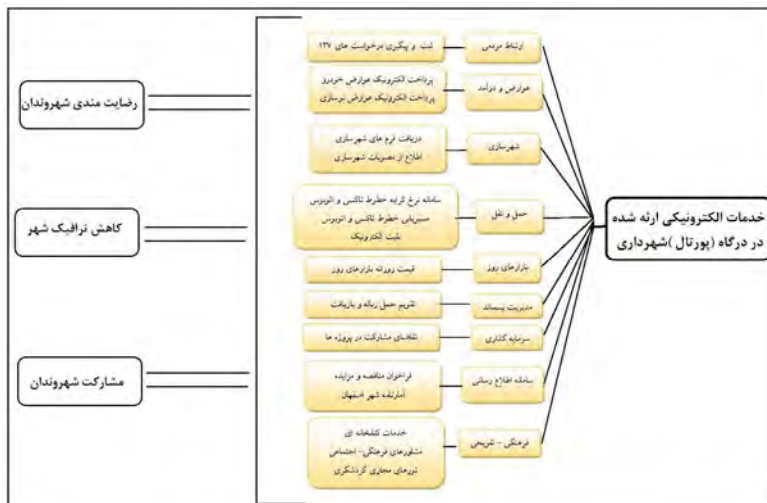 خدمات الکترونیکی ارئه شده
در درگاه (پورتال )شهرداری
ارتباط مردمی
ثبت و پیگیری درخواست های ۱۳۷
عوارض و درآمد
پرداخت الکترونیک عوارض خودرو
پرداخت الکترونیک عوارض نوسازی
شهرسازی
دریافت فرم های شهرسازی
اطلاع از مصوبات شهرسازی
حمل و نقل
سامانه نرخ کرایه خطوط تاکسی و اتوبوس
مسیریابی خطوط تاکسی و اتوبوس
بلیت الکترونیک
بازارهای روز
قیمت روزانه بازارهای روز
مدیریت پسماند
تقویم حمل زباله و بازیافت
سرمایه گذاری
تقاضای مشارکت در پروژه ها
سامانه اطلاع رسانی
فراخوان مناقصه و مزایده
آمارنامه شهر اصفهان
فرهنگی - تفریحی
خدمات کتابخانه ای
مشاورهای فرهنگی- اجتماعی
تورهای مجازی گردشگری
رضایت مندی شهروندان
کاهش ترافیک شهر
مشارکت شهروندان